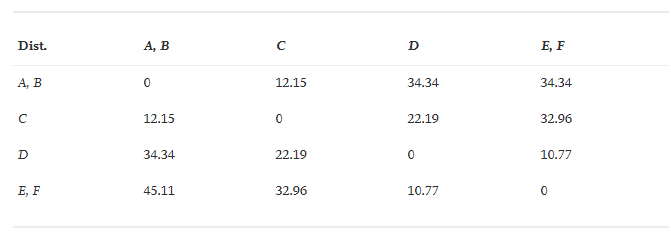 Dist. A, B C D E, F
A, B 0 12.15 34.34 34.34
C 12.15 0 22.19 32.96
D 34.34 22.19 0 10.77
E, F 45.11 32.96 10.77 0